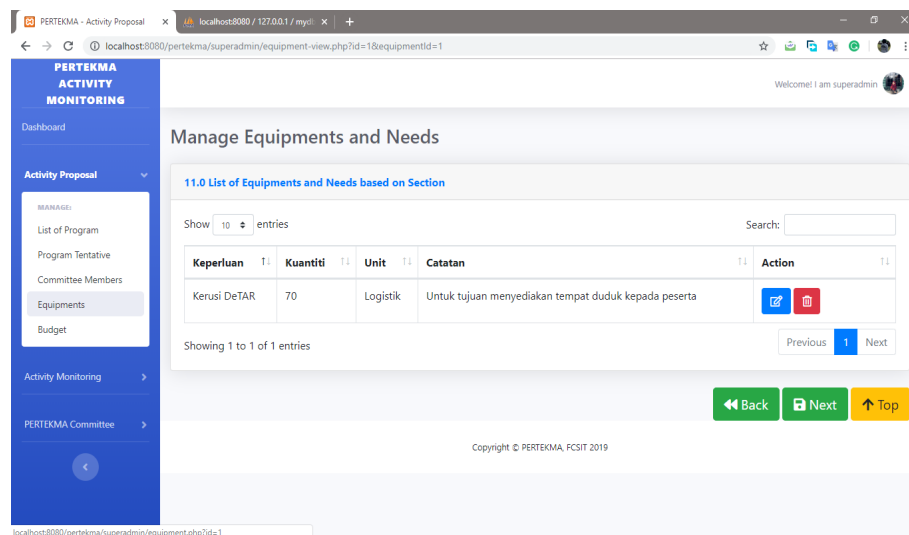 PERTEKMA - Activity Proposal
localhost:8080 / 127.0.0.1 / mydl
localhost:8080/pertekma/superadmin/equipment-view.php?id=1&equipmentId=1
PERTEKMA
ACTIVITY
MONITORING
Welcome! I am superadmin
Dashboard
Manage Equipments and Needs
Activity Proposal
11.0 List of Equipments and Needs based on Section
MANAGE:
List of Program
Program Tentative
Committee Members
Equipments
Budget
Show 10 entries
Search:
Keperluan Kuantiti Unit Catatan Action
Kerusi DeTAR 70 Logistik Untuk tujuan menyediakan tempat duduk kepada peserta
Showing 1 to 1 of 1 entries
Previous 1 Next
Activity Monitoring
PERTEKMA Committee
Back Next Top
Copyright © PERTEKMA, FCSIT 2019
localhost:8080/pertekma/superadmin/equipment.php?id=1